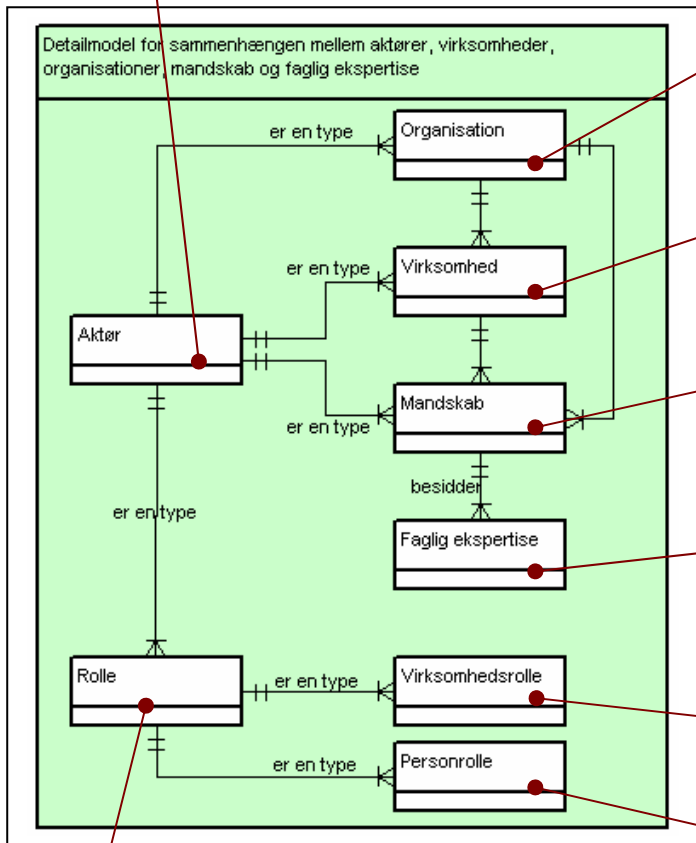 Detailmodel for sammenhængen mellem aktører, virksomheder,
organisationer, mandskab og faglig ekspertise
er en type
Organisation
er en type
Virksomhed
Aktør
Mandskab
er en type
besidder
er en type
Faglig ekspertise
Rolle
er en type
Virksomhedsrolle
er en type
Personrolle